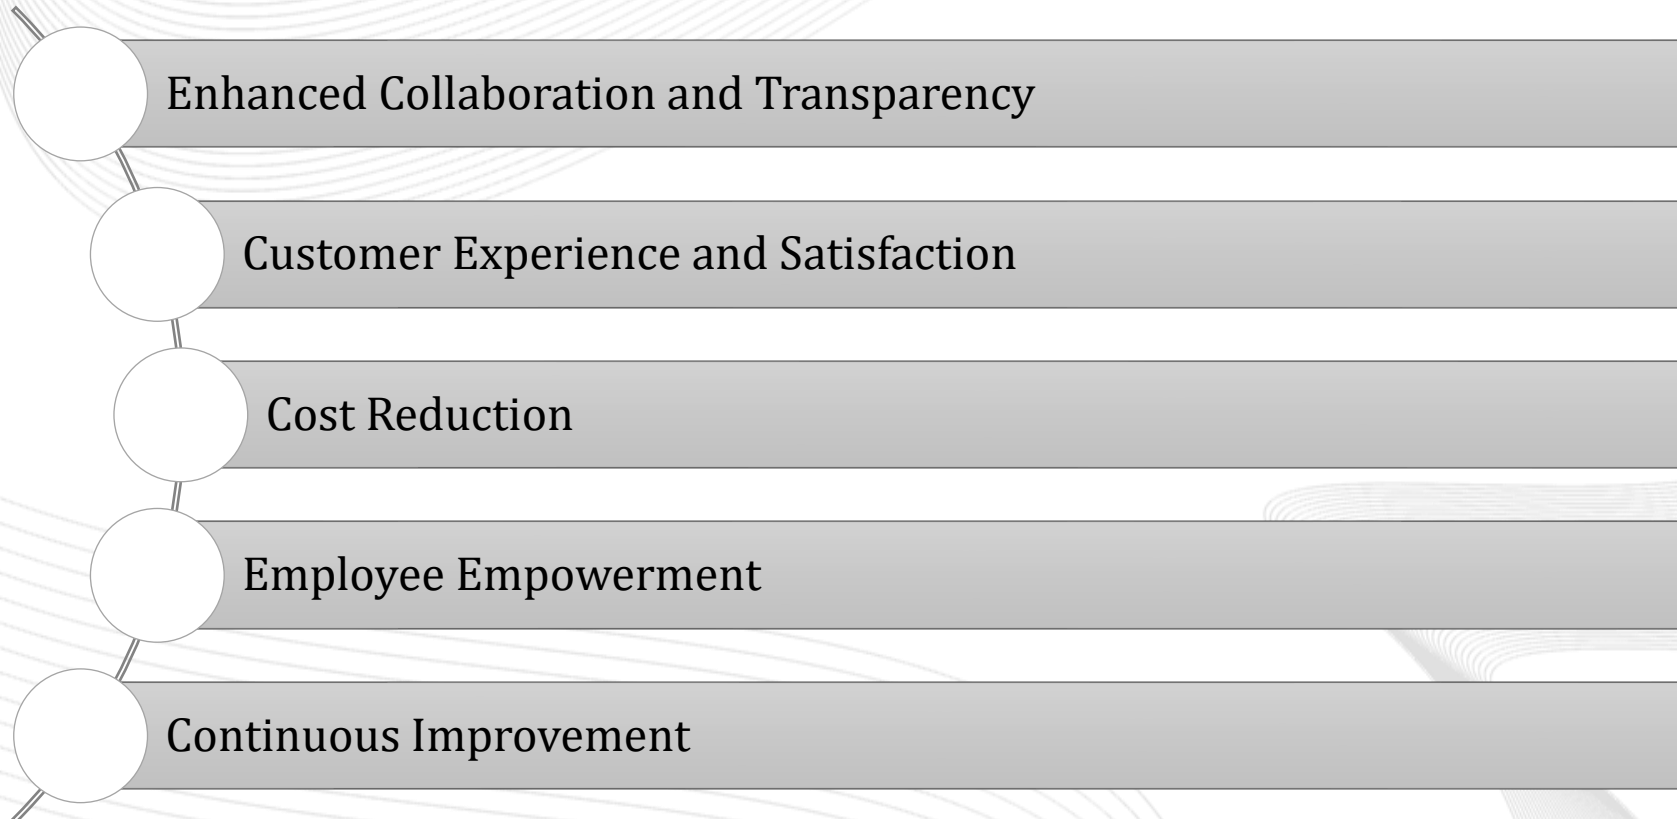 Enhanced Collaboration and Transparency
Customer Experience and Satisfaction
Cost Reduction
Employee Empowerment
Continuous Improvement